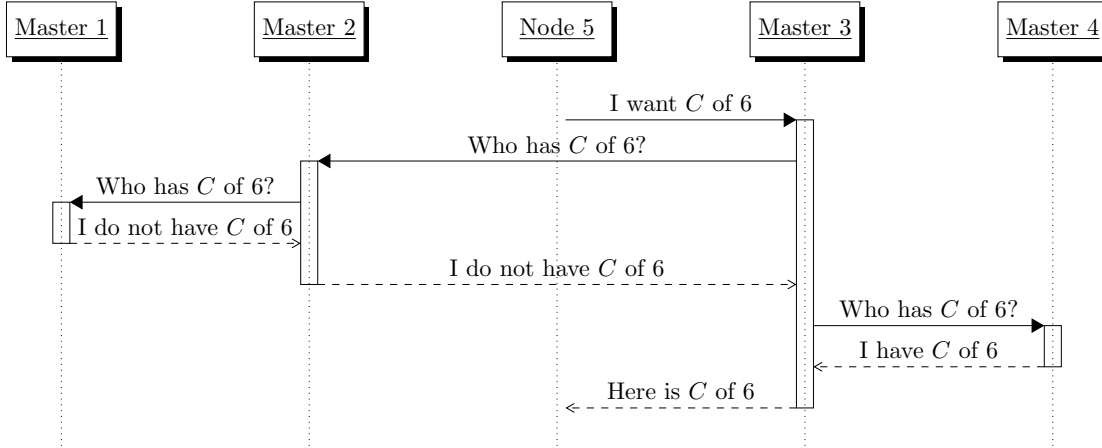 Master 1
Master 2
Node 5
Master 3
Master 4
I want C of 6
Who has C of 6?
Who has C of 6?
I do not have C of 6
I do not have C of 6
Who has C of 6?
I have C of 6
Here is C of 6